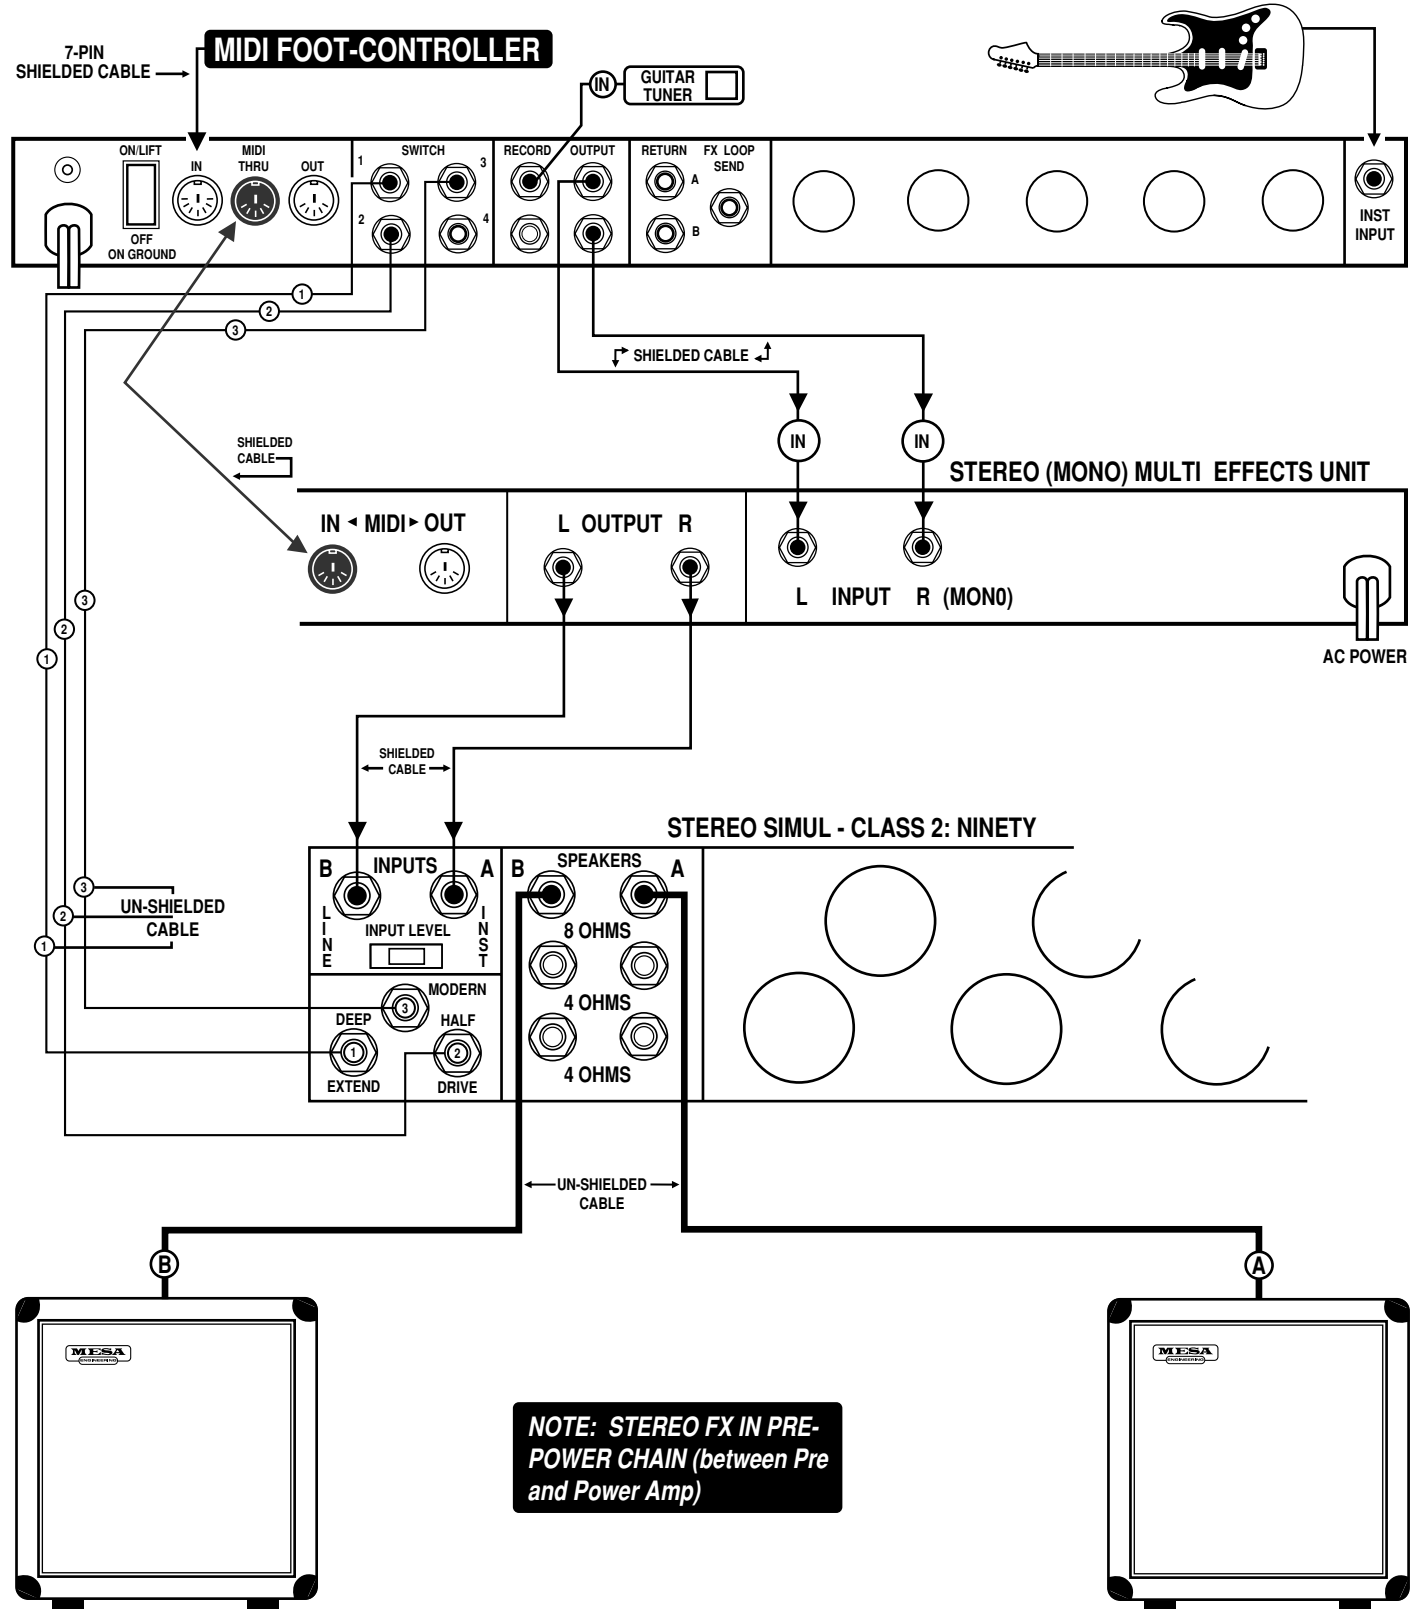 7-PIN
SHIELDED CABLE
MIDI FOOT-CONTROLLER
IN
GUITAR
TUNER
ON/LIFT
OFF
ON GROUND
IN
MIDI
THRU
OUT
SWITCH
1
3
2
4
RECORD
OUTPUT
RETURN
A
B
FX LOOP
SEND
INST
INPUT
1
2
3
SHIELDED CABLE
IN
IN
SHIELDED
CABLE
STEREO (MONO) MULTI EFFECTS UNIT
IN MIDI OUT
L OUTPUT R
L INPUT R (MON0)
AC POWER
3
2
1
SHIELDED
CABLE
STEREO SIMUL - CLASS 2: NINETY
B INPUTS A
LINE
INPUT LEVEL
INST
B SPEAKERS A
8 OHMS
4 OHMS
4 OHMS
3
2
1
UN-SHIELDED
CABLE
3
MODERN
DEEP
1
EXTEND
HALF
2
DRIVE
UN-SHIELDED
CABLE
B
A
MESA
ENGINEERING
MESA
ENGINEERING
NOTE: STEREO FX IN PRE-
POWER CHAIN (between Pre
and Power Amp)